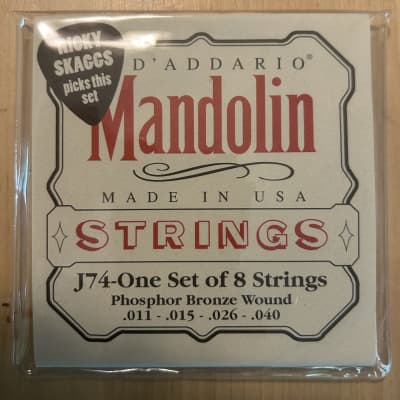 RICKY
SKAGGS
picks this
set
D'ADDARIO®
Mandolin
MADE IN USA
STRINGS
J74-One Set of 8 Strings
Phosphor Bronze Wound
.011 - .015 - .026 - .040